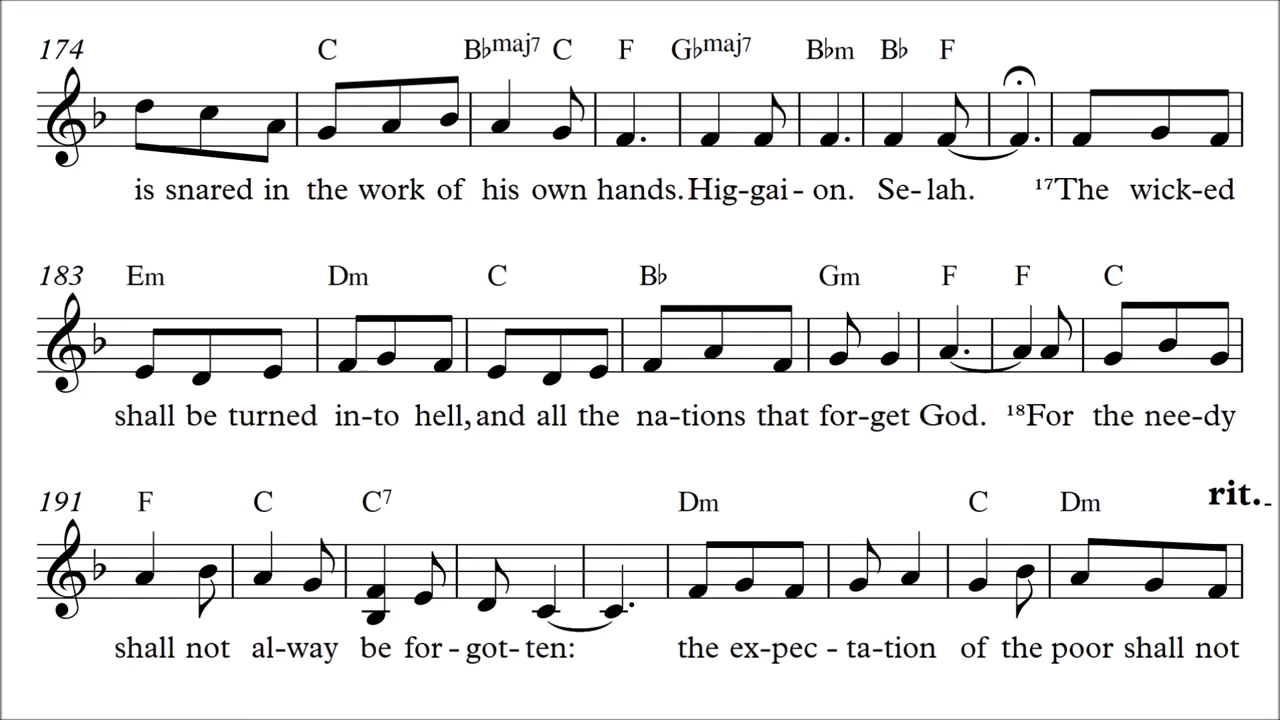 174 C B♭maj7 C F G♭maj7 B♭m B♭ F
is snared in the work of his own hands. Hig-gai-on. Se-lah. 17The wick-ed
183 Em Dm C B♭ Gm F F C
shall be turned in-to hell, and all the na-tions that for-get God. 18For the nee-dy
191 F C C7 Dm C Dm rit.
shall not al-way be for-got-ten: the ex-pec-ta-tion of the poor shall not